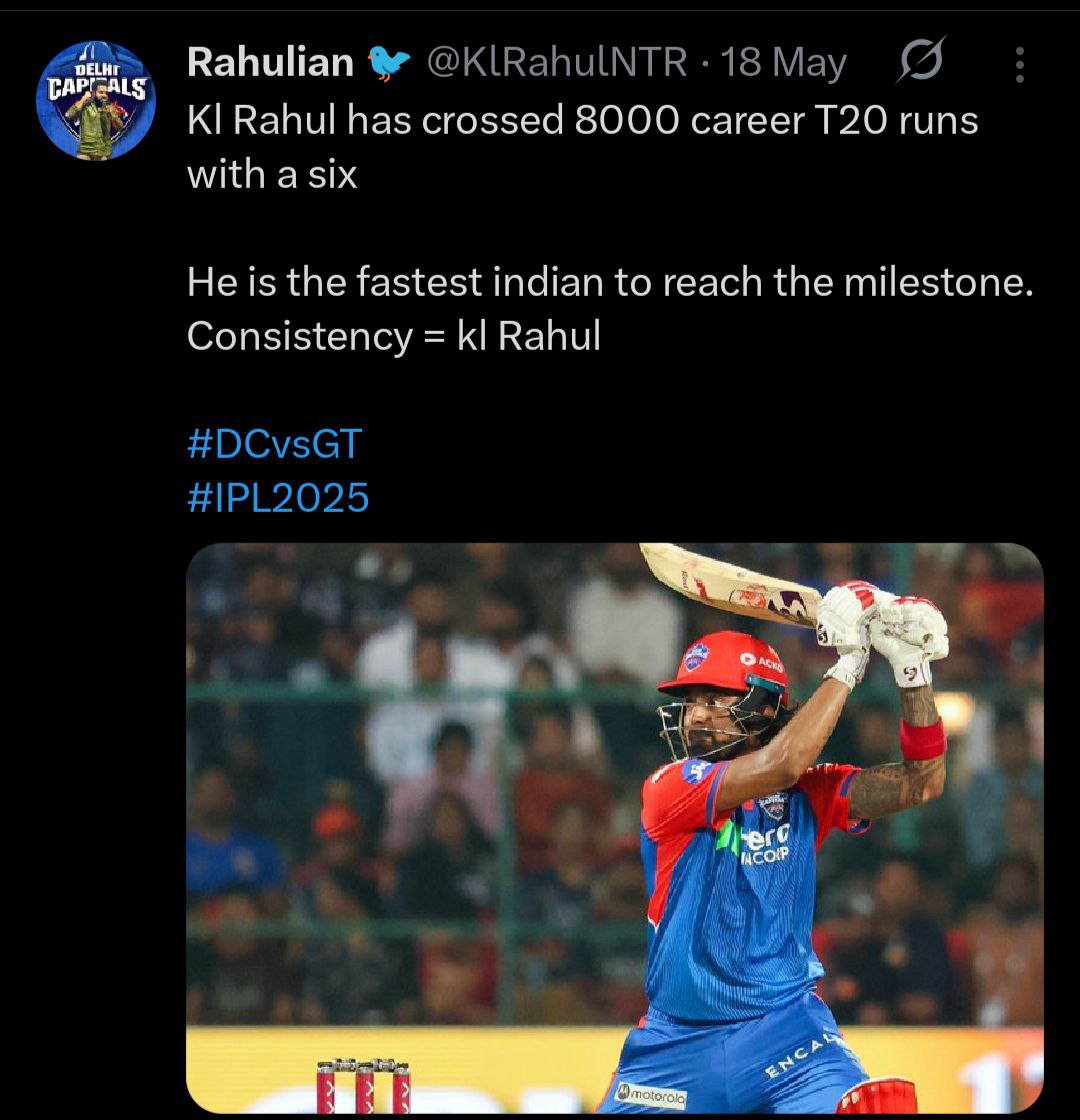 DELHI
CAPITALS
Rahulian 🐦 @KlRahulNTR · 18 May
Kl Rahul has crossed 8000 career T20 runs
with a six
He is the fastest indian to reach the milestone.
Consistency = kl Rahul
#DCvsGT
#IPL2025
ACKO
Hero
ENCAL
motorola